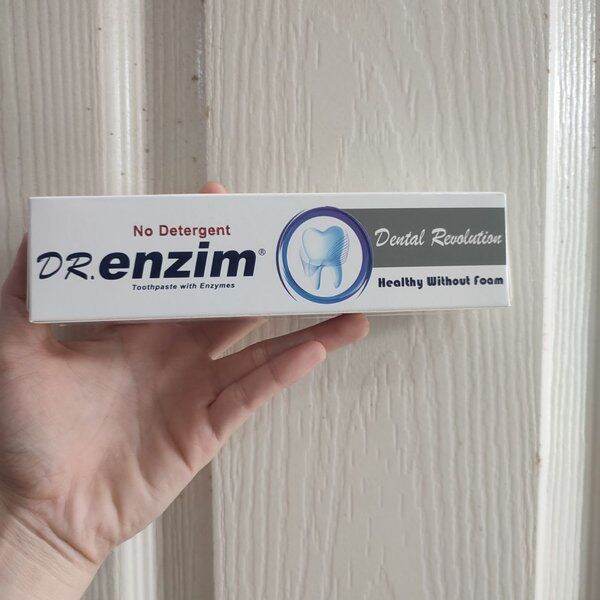 No Detergent
DR.enzim®
Toothpaste with Enzymes
Dental Revolution
Healthy Without Foam